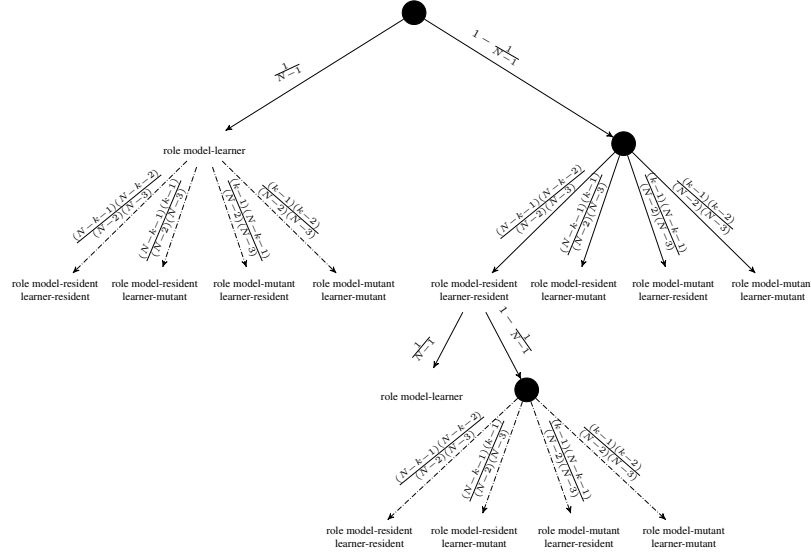 1/(N−1)
1 − 1/(N−1)
role model-learner
(N−k−1)(N−k−2)/(N−2)(N−3)
(N−k−1)(k−1)/(N−2)(N−3)
(k−1)(N−k−1)/(N−2)(N−3)
(k−1)(k−2)/(N−2)(N−3)
(N−k−1)(N−k−2)/(N−2)(N−3)
(N−k−1)(k−1)/(N−2)(N−3)
(k−1)(N−k−1)/(N−2)(N−3)
(k−1)(k−2)/(N−2)(N−3)
role model-resident
learner-resident
role model-resident
learner-mutant
role model-mutant
learner-resident
role model-mutant
learner-mutant
role model-resident
learner-resident
role model-resident
learner-mutant
role model-mutant
learner-resident
role model-mutan
learner-mutant
1/(N−1)
1 − 1/(N−1)
role model-learner
(N−k−1)(N−k−2)/(N−2)(N−3)
(N−k−1)(k−1)/(N−2)(N−3)
(k−1)(N−k−1)/(N−2)(N−3)
(k−1)(k−2)/(N−2)(N−3)
role model-resident
learner-resident
role model-resident
learner-mutant
role model-mutant
learner-resident
role model-mutant
learner-mutant